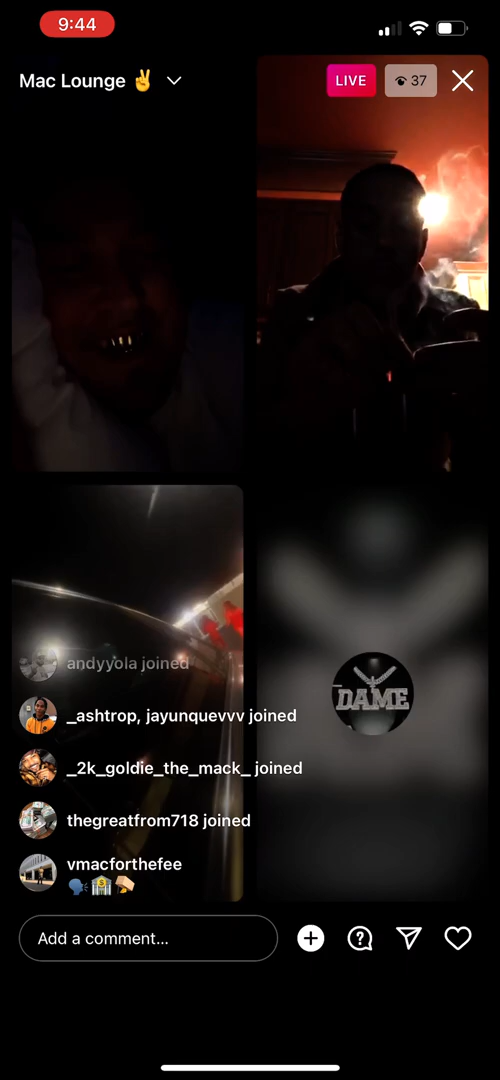 9:44
Mac Lounge ✌️
LIVE
37
DAME
andyyola joined
_ashtrop, jayunquevvv joined
_2k_goldie_the_mack_ joined
thegreatfrom718 joined
vmacforthefee
🗣️🏦📦
Add a comment...